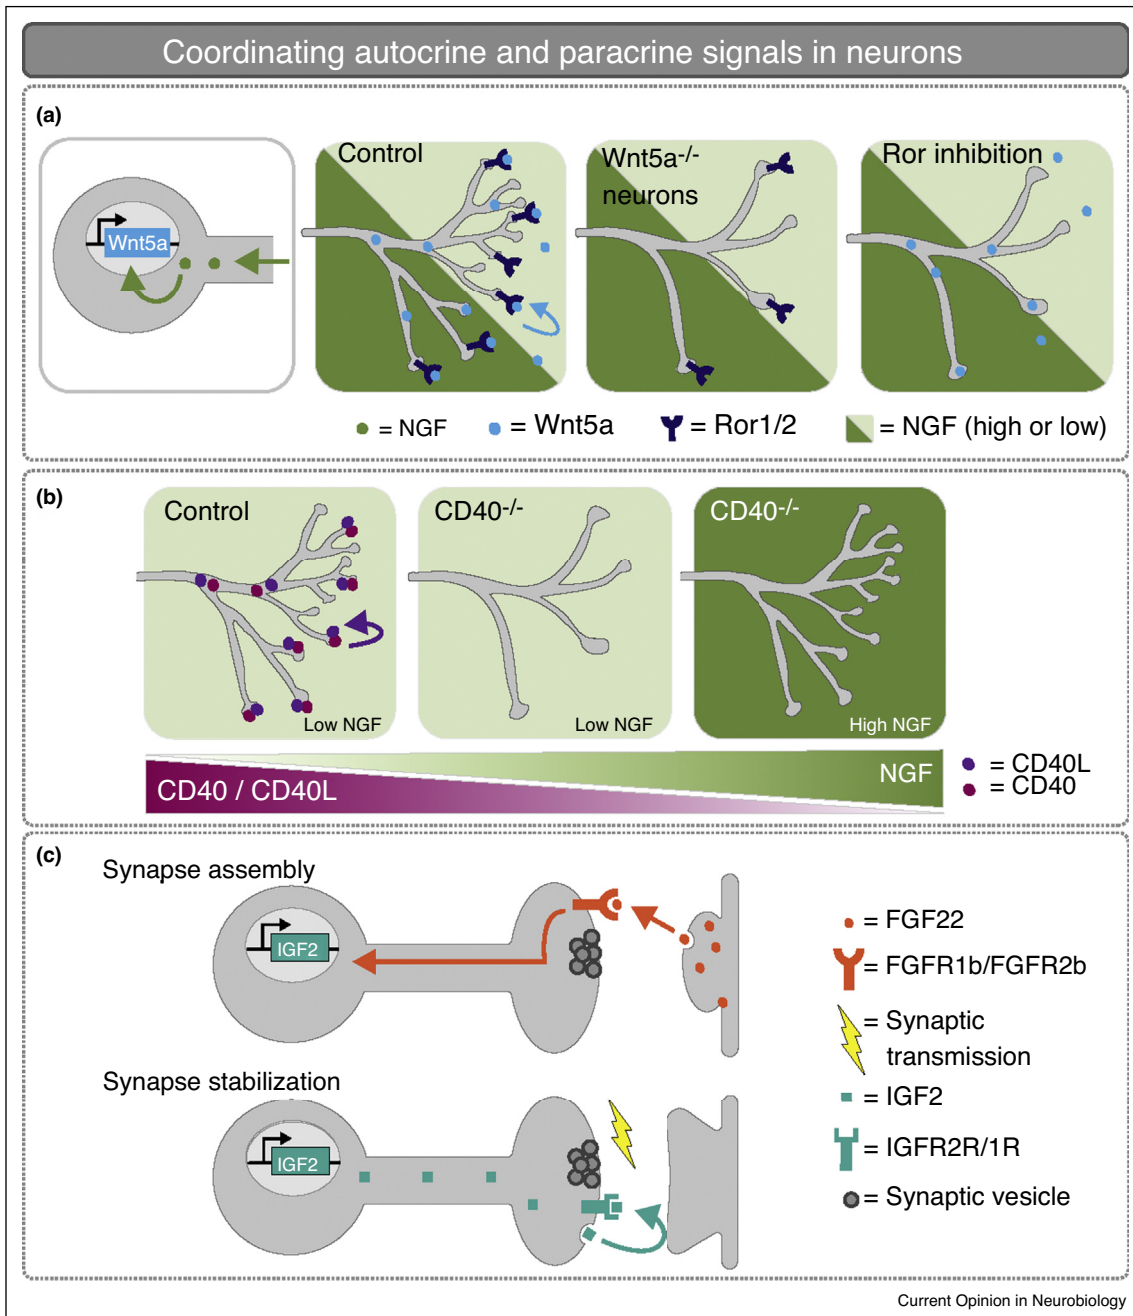 Coordinating autocrine and paracrine signals in neurons
(a)
Wnt5a
Control
Wnt5a-/-
neurons
Ror inhibition
= NGF
= Wnt5a
= Ror1/2
= NGF (high or low)
(b)
Control
Low NGF
CD40-/-
Low NGF
CD40-/-
High NGF
CD40 / CD40L
NGF
= CD40L
= CD40
(c)
Synapse assembly
IGF2
= FGF22
= FGFR1b/FGFR2b
= Synaptic
transmission
Synapse stabilization
IGF2
= IGF2
= IGFR2R/1R
= Synaptic vesicle
Current Opinion in Neurobiology